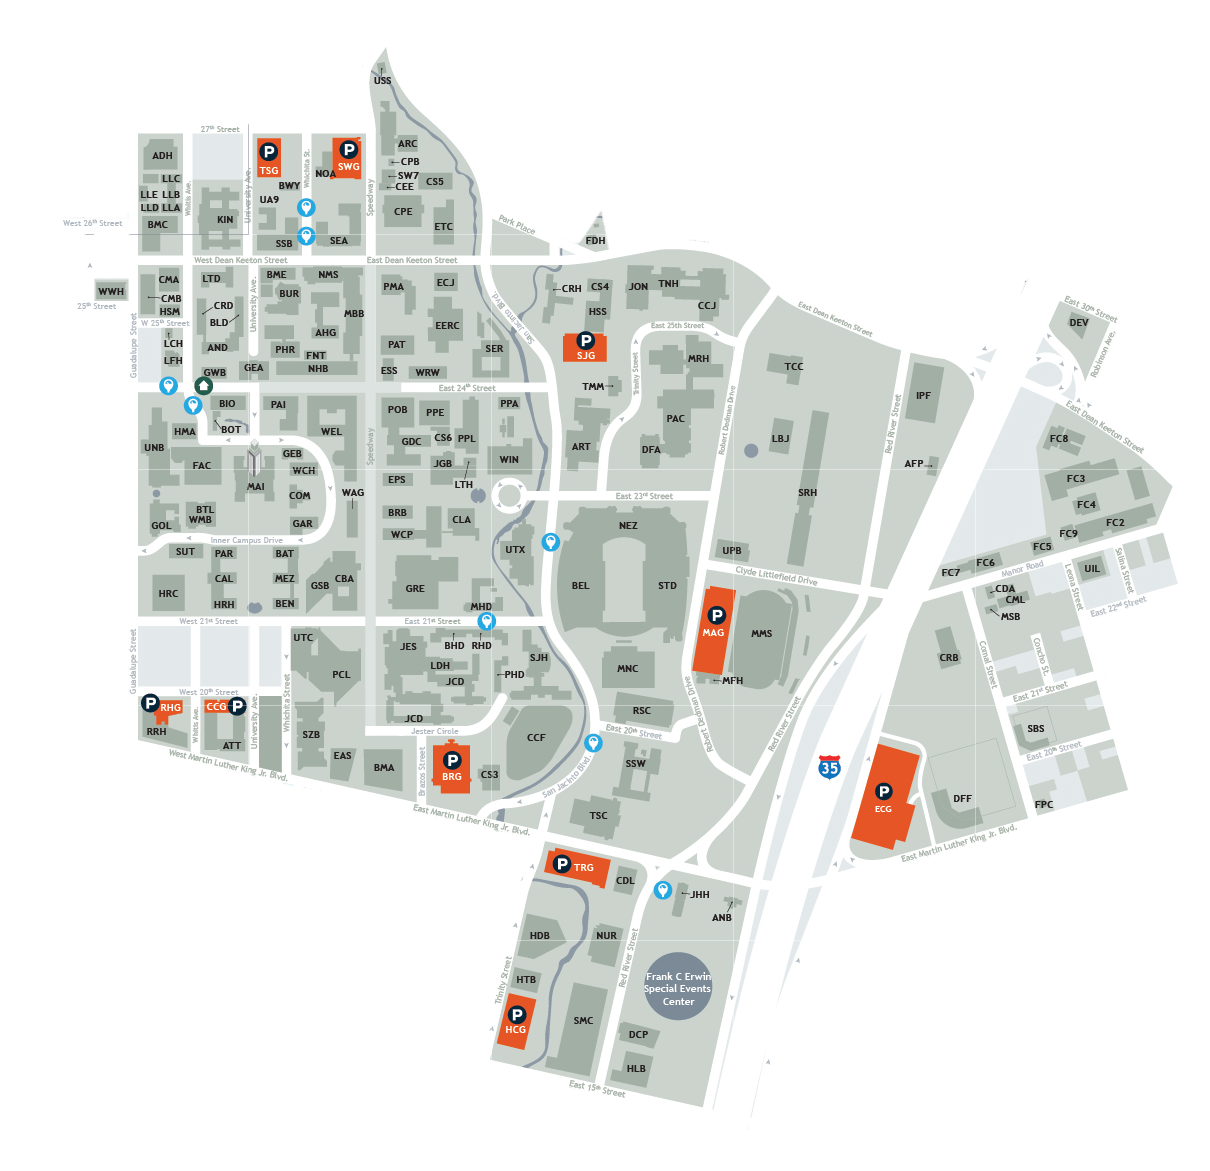 USS
27th Street
ADH
P
TSG
P
SWG
NOA
ARC
CPB
SW7
CEE
CS5
LLC
LLE LLB
LLD LLA
BMC
Whitis Ave.
University Ave.
Whichita St.
Speedway
BWY
UA9
KIN
SSB
SEA
CPE
ETC
West 26th Street
Park Place
FDH
West Dean Keeton Street
East Dean Keeton Street
WWH
25th Street
CMA
CMB
HSM
LTD
CRD
BLD
AND
BME
NMS
BUR
MBB
AHG
PHR
FNT
NHB
GEA
GWB
W 25th Street
LCH
LFH
Guadalupe Street
University Ave.
PMA
ECJ
EERC
PAT
ESS
WRW
SER
San Jacinto Blvd
CRH
CS4
HSS
JON
TNH
CCJ
East 25th Street
P
SJG
TMM
Trinity Street
MRH
PAC
DFA
ART
Robert Dedman Drive
East Dean Keeton Street
TCC
LBJ
SRH
IPF
AFP
Red River Street
East 30th Street
DEV
Robinson Ave.
East Dean Keeton Street
FC8
FC3
FC4
FC2
FC9
FC5
FC6
FC7
Manor Road
East 24th Street
BIO
PAI
BOT
HMA
UNB
FAC
MAI
WEL
GEB
WCH
COM
WAG
GAR
BTL
WMB
GOL
Inner Campus Drive
SUT
PAR
BAT
CAL
MEZ
HRH
BEN
HRC
GSB
CBA
Speedway
POB
PPE
PPA
GDC
CS6
PPL
JGB
LTH
WIN
EPS
BRB
WCP
CLA
UTX
GRE
MHD
East 23rd Street
NEZ
BEL
STD
UPB
Clyde Littlefield Drive
P
MAG
MMS
MFH
MNC
RSC
UIL
Leona Street
Salina Street
East 22nd Street
CDA
CML
MSB
CRB
Comal Street
Concho St.
East 21st Street
SBS
East 20th Street
FPC
West 21st Street
East 21st Street
Guadalupe Street
West 20th Street
UTC
PCL
JES
BHD
RHD
LDH
JCD
PHD
SJH
JCD
Jester Circle
P
RHG
RRH
CCG
P
ATT
Whitis Ave.
University Ave.
Whichita Street
SZB
EAS
BMA
Brazos Street
P
BRG
CS3
CCF
San Jacinto Blvd.
East 20th Street
SSW
TSC
Robert Dedman Drive
Red River Street
35
P
ECG
DFF
West Martin Luther King Jr. Blvd.
East Martin Luther King Jr. Blvd.
East Martin Luther King Jr. Blvd.
P
TRG
CDL
JHH
ANB
HDB
NUR
HTB
P
HCG
SMC
Trinity Street
Red River Street
Frank C Erwin
Special Events
Center
DCP
HLB
East 15th Street